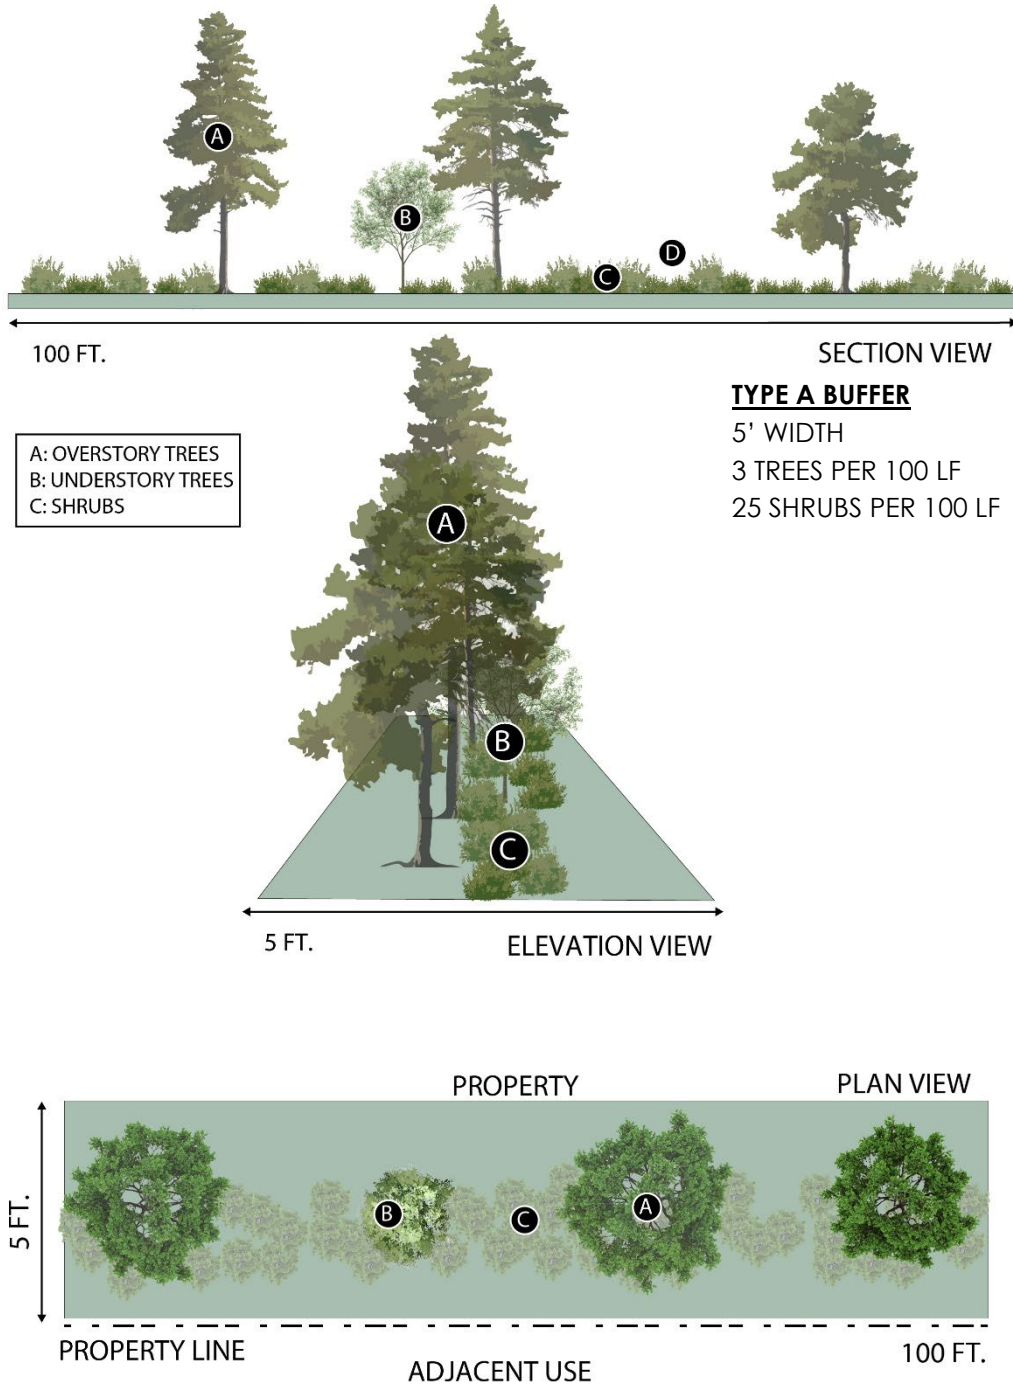 A
B
D
C
100 FT.
SECTION VIEW
TYPE A BUFFER
5' WIDTH
3 TREES PER 100 LF
25 SHRUBS PER 100 LF
A: OVERSTORY TREES
B: UNDERSTORY TREES
C: SHRUBS
A
B
C
5 FT.
ELEVATION VIEW
PROPERTY
PLAN VIEW
5 FT.
B
C
A
PROPERTY LINE
100 FT.
ADJACENT USE